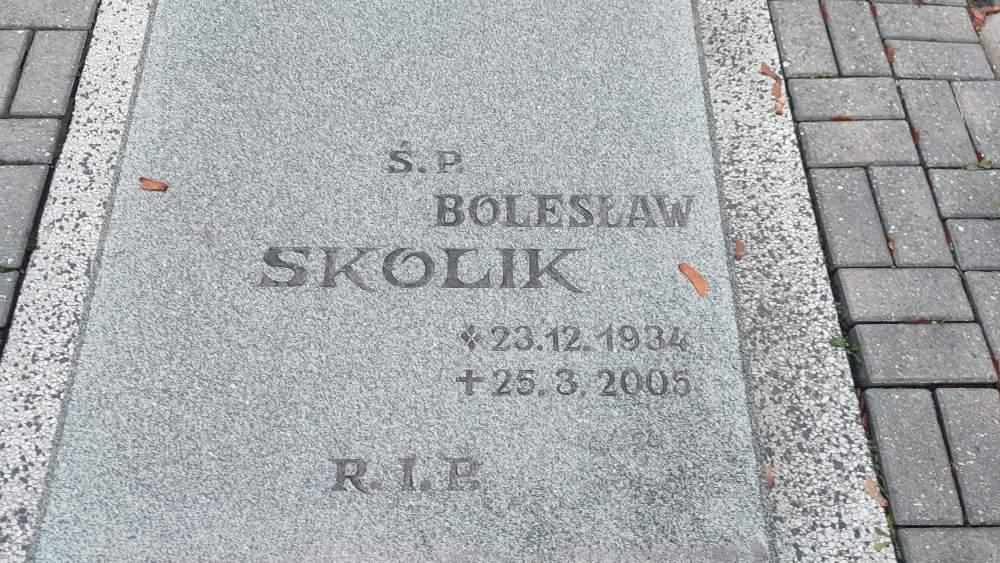 Ś.P.
BOLESŁAW
SKOLIK
❖ 23.12.1934
✝ 25.3.2005
R.I.P.